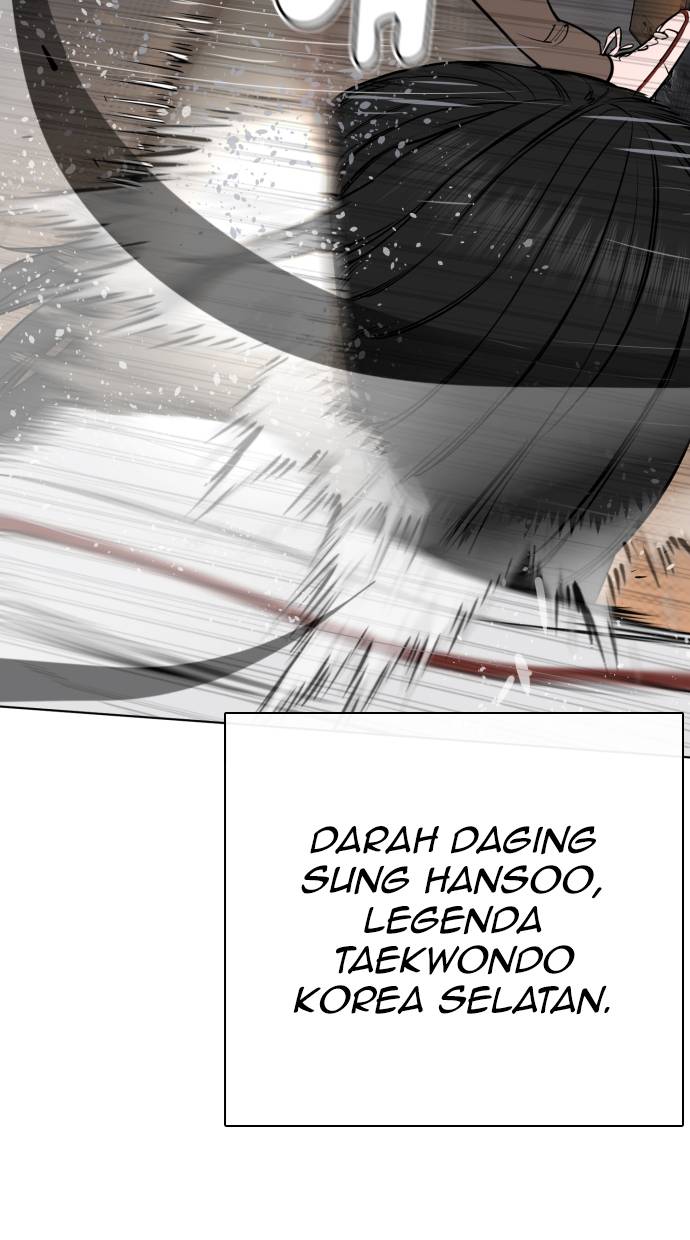 DARAH DAGING
SUNG HANSOO,
LEGENDA
TAEKWONDO
KOREA SELATAN.